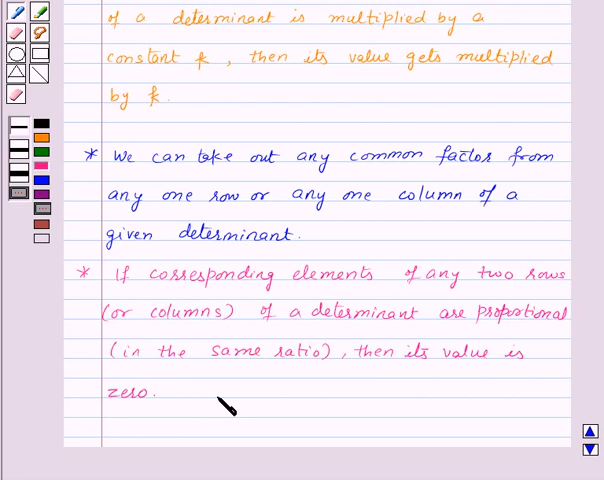 of a determinant is multiplied by a
constant k, then its value gets multiplied
by k.
* We can take out any common factor from
any one row or any one column of a
given determinant.
* If corresponding elements of any two rows
(or columns) of a determinant are proportional
(in the same ratio), then its value is
zero.